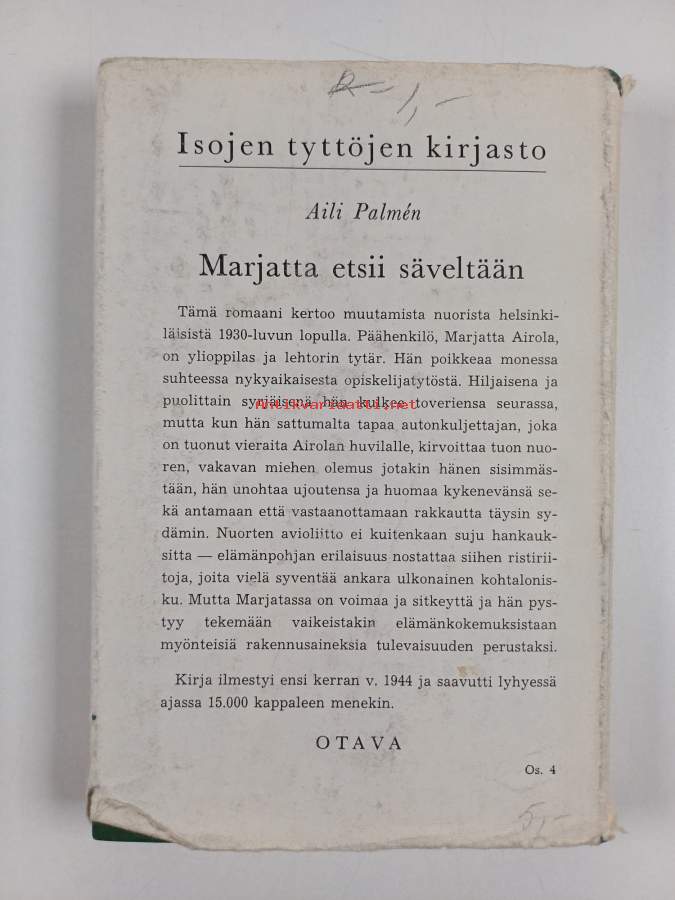 R— 1,-
Isojen tyttöjen kirjasto
Aili Palmén
Marjatta etsii säveltään
Tämä romaani kertoo muutamista nuorista helsinki-
läisistä 1930-luvun lopulla. Päähenkilö, Marjatta Airola,
on ylioppilas ja lehtorin tytär. Hän poikkeaa monessa
suhteessa nykyaikaisesta opiskelijatytöstä. Hiljaisena ja
puolittain syrjäisenä hän kulkee toveriensa seurassa,
Antikvariaatti.net
mutta kun hän sattumalta tapaa autonkuljettajan, joka
on tuonut vieraita Airolan huvilalle, kirvoittaa tuon nuo-
ren, vakavan miehen olemus jotakin hänen sisimmäs-
tään, hän unohtaa ujoutensa ja huomaa kykenevänsä se-
kä antamaan että vastaanottamaan rakkautta täysin sy-
dämin. Nuorten avioliitto ei kuitenkaan suju hankauk-
sitta — elämänpohjan erilaisuus nostattaa siihen ristirii-
toja, joita vielä syventää ankara ulkonainen kohtalonis-
ku. Mutta Marjatassa on voimaa ja sitkeyttä ja hän pys-
tyy tekemään vaikeistakin elämänkokemuksistaan
myönteisiä rakennusaineksia tulevaisuuden perustaksi.
Kirja ilmestyi ensi kerran v. 1944 ja saavutti lyhyessä
ajassa 15.000 kappaleen menekin.
OTAVA
Os. 4
5,-